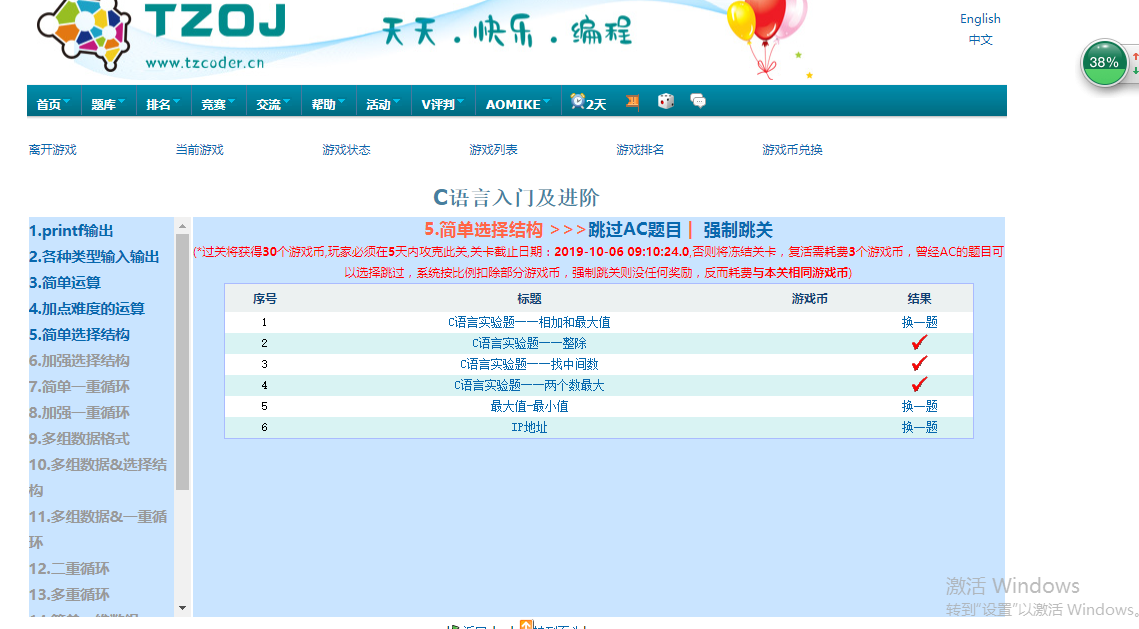 TZOJ
www.tzcoder.cn
天天.快乐.编程
English
中文
38%
首页 题库 排名 竞赛 交流 帮助 活动 V评判 AOMIKE 2天
离开游戏 当前游戏 游戏状态 游戏列表 游戏排名 游戏币兑换
C语言入门及进阶
1.printf输出
2.各种类型输入输出
3.简单运算
4.加点难度的运算
5.简单选择结构
6.加强选择结构
7.简单一重循环
8.加强一重循环
9.多组数据格式
10.多组数据&选择结
构
11.多组数据&一重循
环
12.二重循环
13.多重循环
5.简单选择结构 >>>跳过AC题目 | 强制跳关
(*过关将获得30个游戏币,玩家必须在5天内攻克此关,关卡截止日期：2019-10-06 09:10:24.0,否则将冻结关卡，复活需耗费3个游戏币，曾经AC的题目可
以选择跳过，系统按比例扣除部分游戏币，强制跳关则没任何奖励，反而耗费与本关相同游戏币)
序号 标题 游戏币 结果
1 C语言实验题——相加和最大值 换一题
2 C语言实验题——整除
3 C语言实验题——找中间数
4 C语言实验题——两个数最大
5 最大值-最小值 换一题
6 IP地址 换一题
激活 Windows
转到"设置"以激活 Windows。